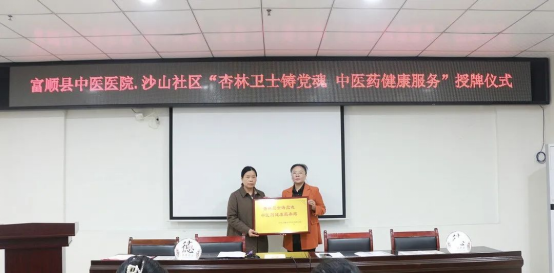 富顺县中医医院.沙山社区“杏林卫士铸党魂 中医药健康服务”授牌仪式
德